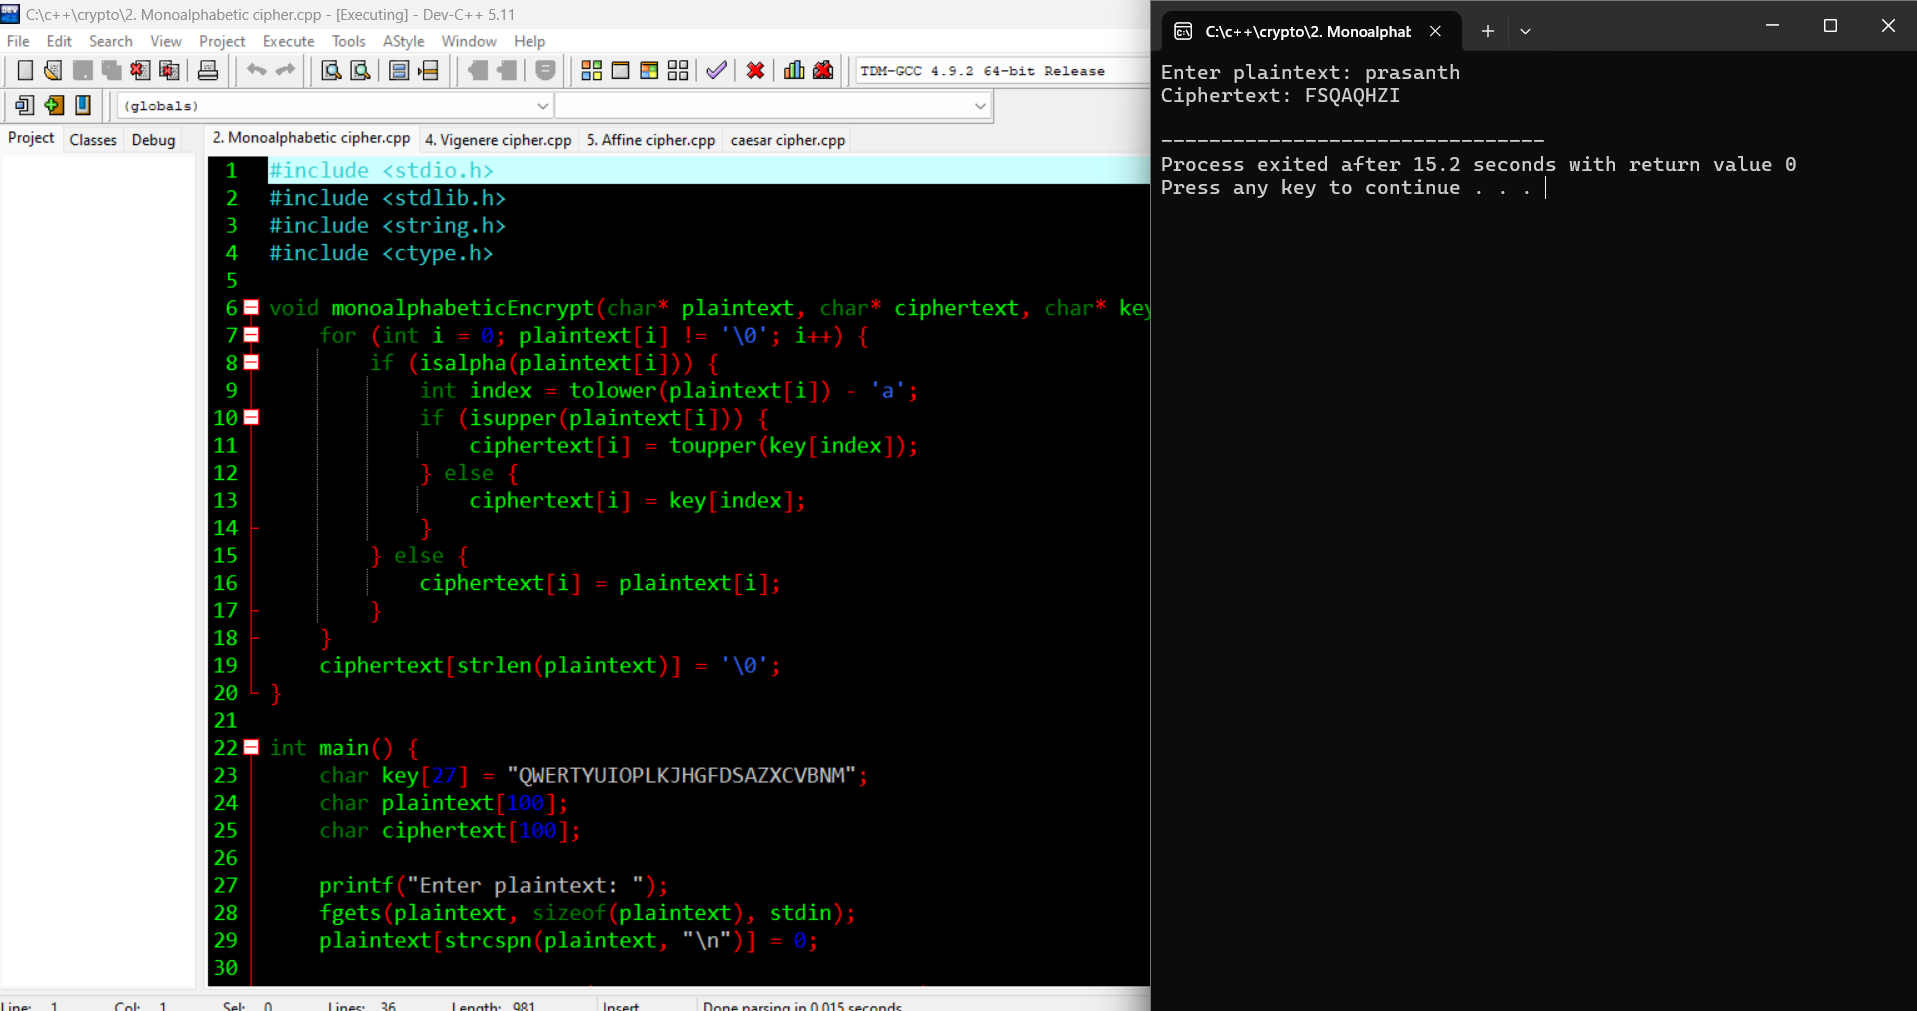 C:\c++\crypto\2. Monoalphabetic cipher.cpp - [Executing] - Dev-C++ 5.11
File Edit Search View Project Execute Tools AStyle Window Help
TDM-GCC 4.9.2 64-bit Release
(globals)
Project Classes Debug
2. Monoalphabetic cipher.cpp 4. Vigenere cipher.cpp 5. Affine cipher.cpp caesar cipher.cpp
1 #include <stdio.h>
2 #include <stdlib.h>
3 #include <string.h>
4 #include <ctype.h>
5
6 void monoalphabeticEncrypt(char* plaintext, char* ciphertext, char* key
7 for (int i = 0; plaintext[i] != '\0'; i++) {
8 if (isalpha(plaintext[i])) {
9 int index = tolower(plaintext[i]) - 'a';
10 if (isupper(plaintext[i])) {
11 ciphertext[i] = toupper(key[index]);
12 } else {
13 ciphertext[i] = key[index];
14 }
15 } else {
16 ciphertext[i] = plaintext[i];
17 }
18 }
19 ciphertext[strlen(plaintext)] = '\0';
20 }
21
22 int main() {
23 char key[27] = "QWERTYUIOPLKJHGFDSAZXCVBNM";
24 char plaintext[100];
25 char ciphertext[100];
26
27 printf("Enter plaintext: ");
28 fgets(plaintext, sizeof(plaintext), stdin);
29 plaintext[strcspn(plaintext, "\n")] = 0;
30
Line: 1 Col: 1 Sel: 0 Lines: 36 Length: 981 Insert Done parsing in 0.015 seconds
C:\c++\crypto\2. Monoalphat
Enter plaintext: prasanth
Ciphertext: FSQAQHZI
--------------------------------
Process exited after 15.2 seconds with return value 0
Press any key to continue . . .